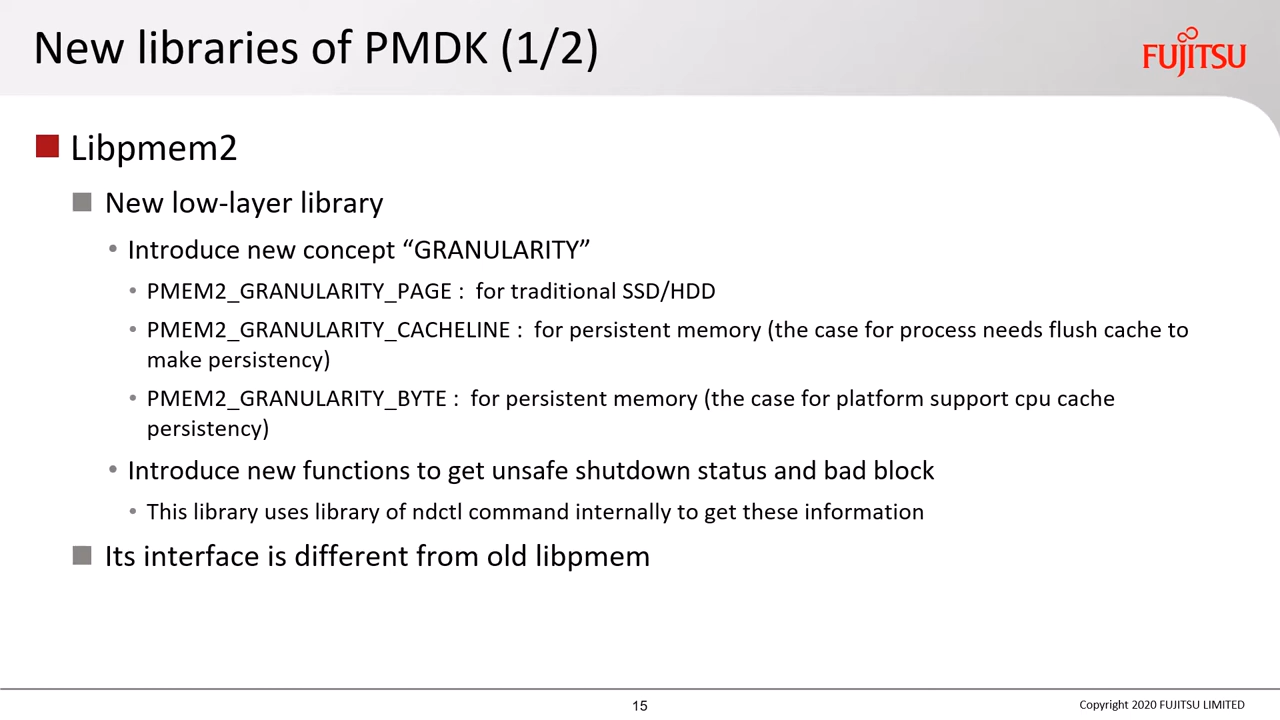 New libraries of PMDK (1/2)
FUJITSU
Libpmem2
New low-layer library
• Introduce new concept “GRANULARITY”
• PMEM2_GRANULARITY_PAGE : for traditional SSD/HDD
• PMEM2_GRANULARITY_CACHELINE : for persistent memory (the case for process needs flush cache to
make persistency)
• PMEM2_GRANULARITY_BYTE : for persistent memory (the case for platform support cpu cache
persistency)
• Introduce new functions to get unsafe shutdown status and bad block
• This library uses library of ndctl command internally to get these information
Its interface is different from old libpmem
15
Copyright 2020 FUJITSU LIMITED